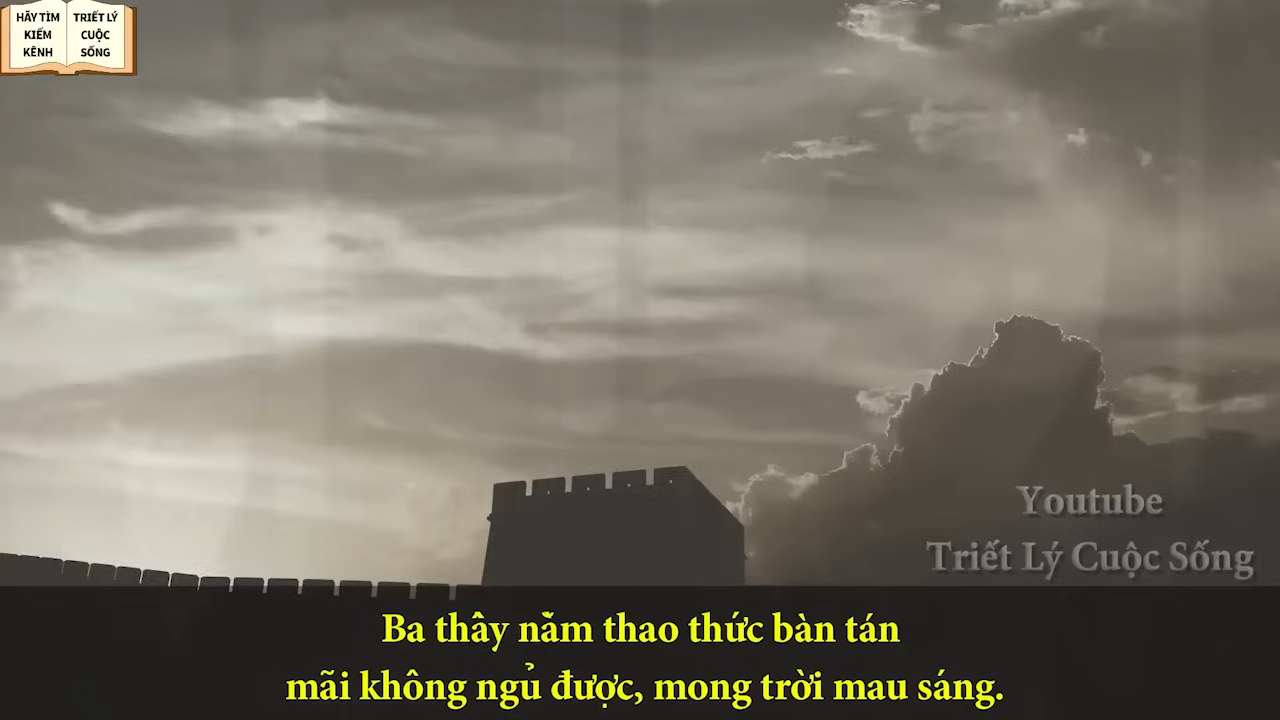 HÃY TÌM TRIẾT LÝ
KIẾM CUỘC
KÊNH SỐNG
Youtube
Triết Lý Cuộc Sống
Ba thầy nằm thao thức bàn tán
mãi không ngủ được, mong trời mau sáng.